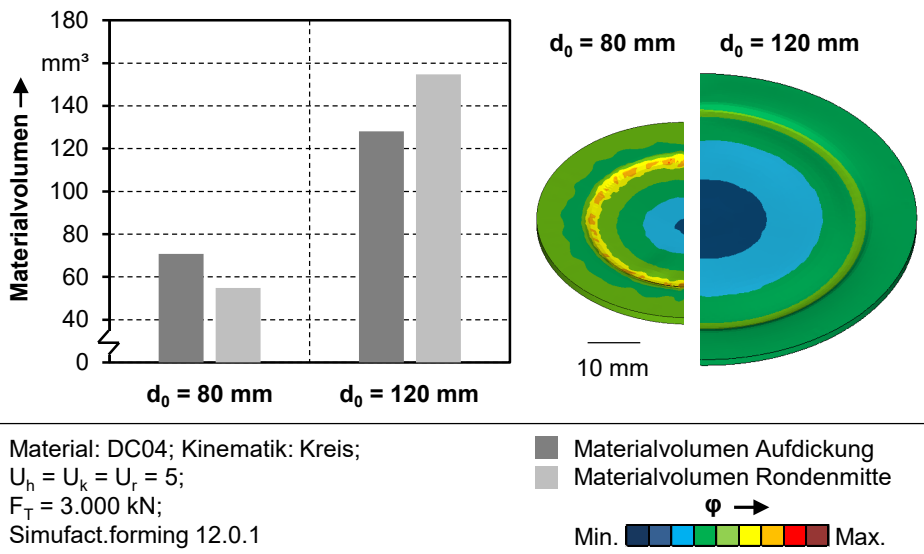 180
mm³
140
120
100
80
60
40
0
Materialvolumen
d₀ = 80 mm
d₀ = 120 mm
d₀ = 80 mm
d₀ = 120 mm
10 mm
Material: DC04; Kinematik: Kreis;
Uₕ = Uₖ = Uᵣ = 5;
F_T = 3.000 kN;
Simufact.forming 12.0.1
Materialvolumen Aufdickung
Materialvolumen Rondenmitte
φ
Min.
Max.